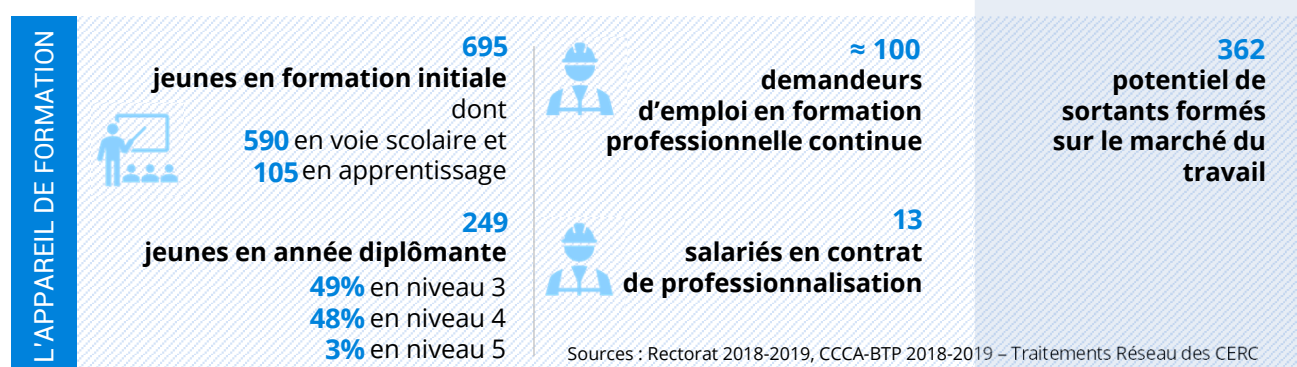 L'APPAREIL DE FORMATION
695
jeunes en formation initiale
dont
590 en voie scolaire et
105 en apprentissage
249
jeunes en année diplômante
49% en niveau 3
48% en niveau 4
3% en niveau 5
≈ 100
demandeurs
d’emploi en formation
professionnelle continue
13
salariés en contrat
de professionnalisation
362
potentiel de
sortants formés
sur le marché du
travail
Sources : Rectorat 2018-2019, CCCA-BTP 2018-2019 – Traitements Réseau des CERC